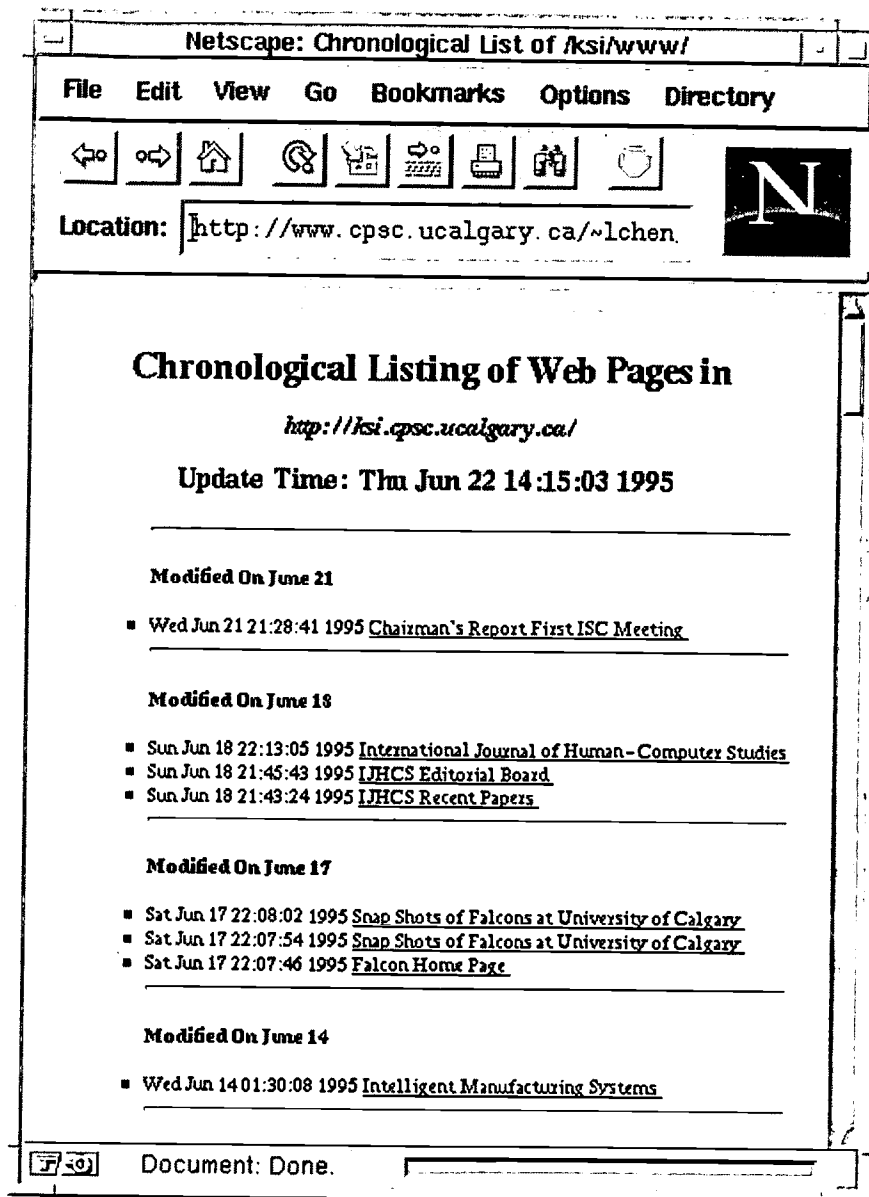 Netscape: Chronological List of /ksi/www/
File Edit View Go Bookmarks Options Directory
N
Location: http://www.cpsc.ucalgary.ca/~lchen
Chronological Listing of Web Pages in
http://ksi.cpsc.ucalgary.ca/
Update Time: Thu Jun 22 14:15:03 1995
Modified On June 21
Wed Jun 21 21:28:41 1995 Chairman's Report First ISC Meeting
Modified On June 18
Sun Jun 18 22:13:05 1995 International Journal of Human-Computer Studies
Sun Jun 18 21:45:43 1995 IJHCS Editorial Board
Sun Jun 18 21:43:24 1995 IJHCS Recent Papers
Modified On June 17
Sat Jun 17 22:08:02 1995 Snap Shots of Falcons at University of Calgary
Sat Jun 17 22:07:54 1995 Snap Shots of Falcons at University of Calgary
Sat Jun 17 22:07:46 1995 Falcon Home Page
Modified On June 14
Wed Jun 14 01:30:08 1995 Intelligent Manufacturing Systems
Document: Done.